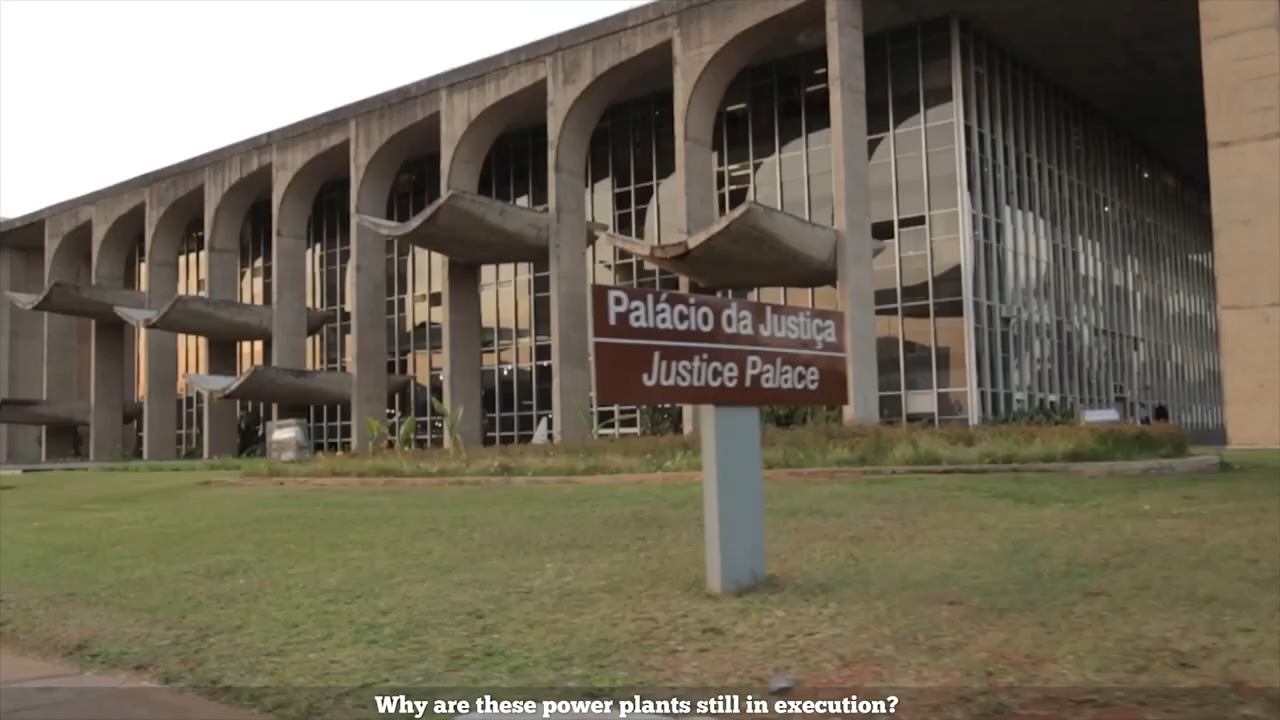 Palácio da Justiça
Justice Palace
Why are these power plants still in execution?